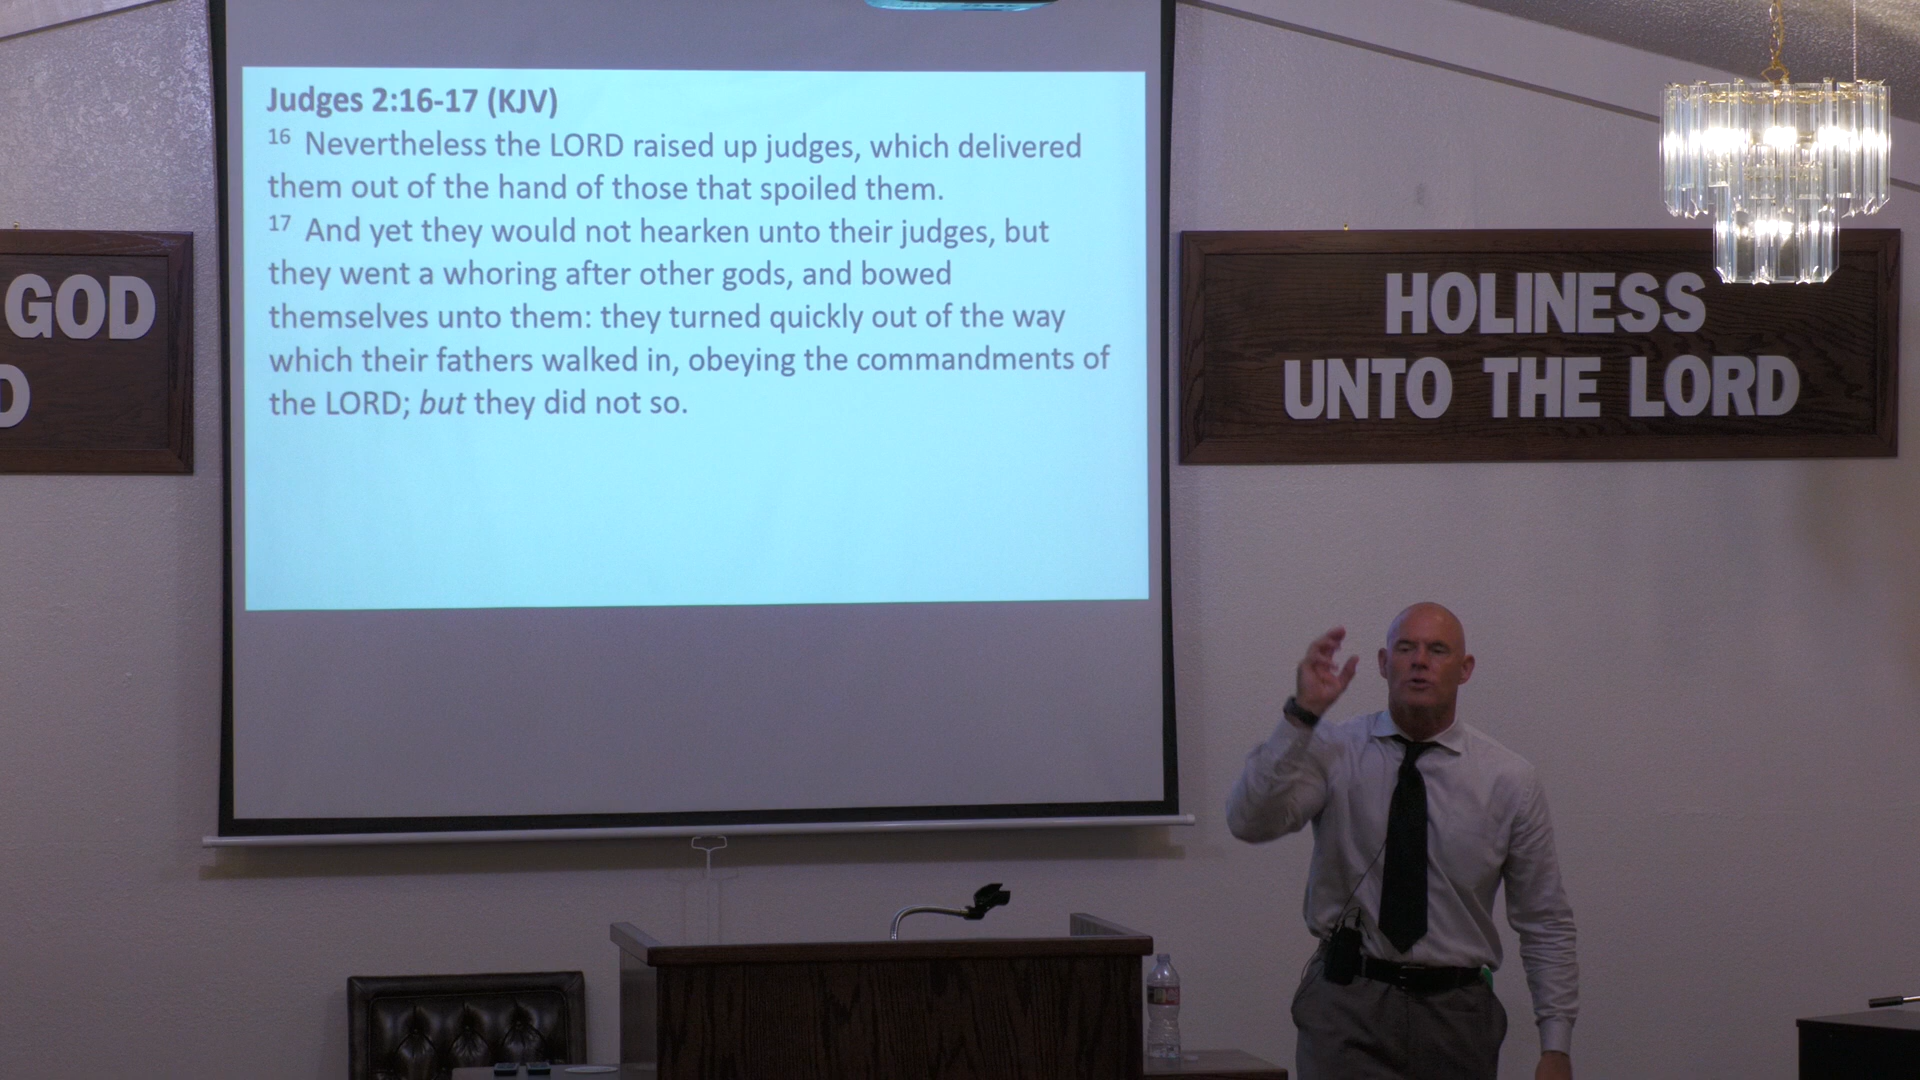 Judges 2:16-17 (KJV)
16 Nevertheless the LORD raised up judges, which delivered
them out of the hand of those that spoiled them.
17 And yet they would not hearken unto their judges, but
they went a whoring after other gods, and bowed
themselves unto them: they turned quickly out of the way
which their fathers walked in, obeying the commandments of
the LORD; but they did not so.
GOD
D
HOLINESS
UNTO THE LORD